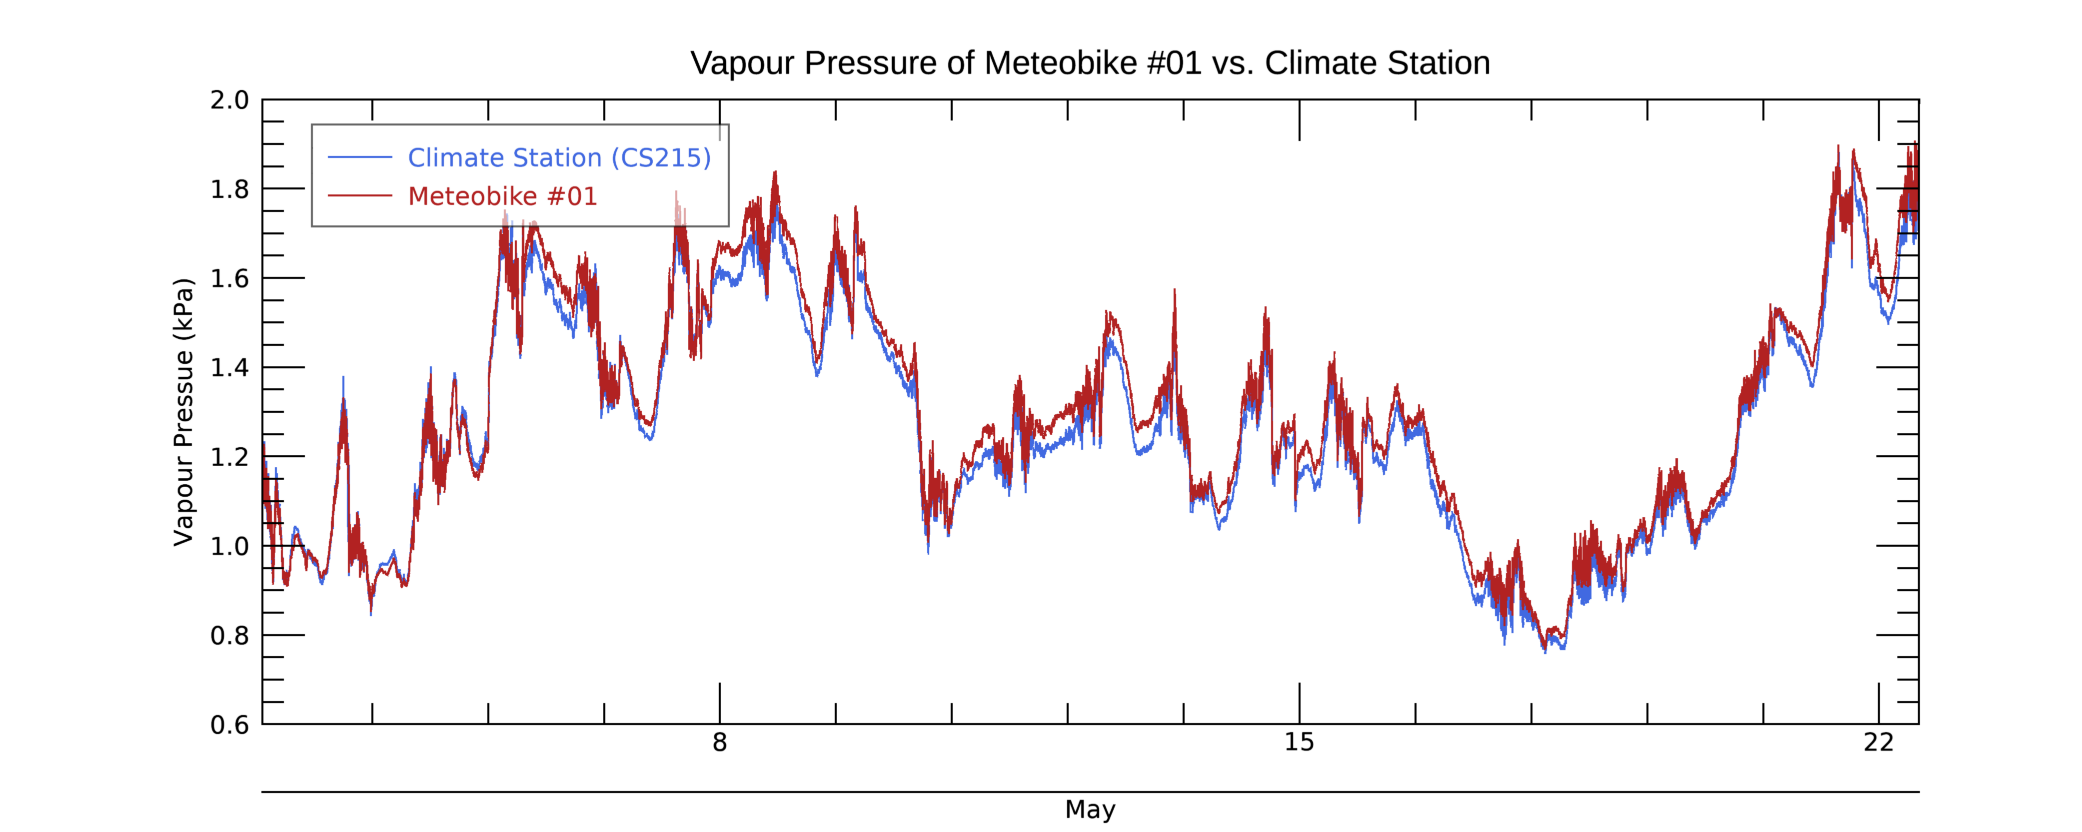 Vapour Pressure of Meteobike #01 vs. Climate Station
2.0
Climate Station (CS215)
Meteobike #01
1.8
1.6
1.4
1.2
1.0
0.8
0.6
Vapour Pressue (kPa)
8
15
22
May